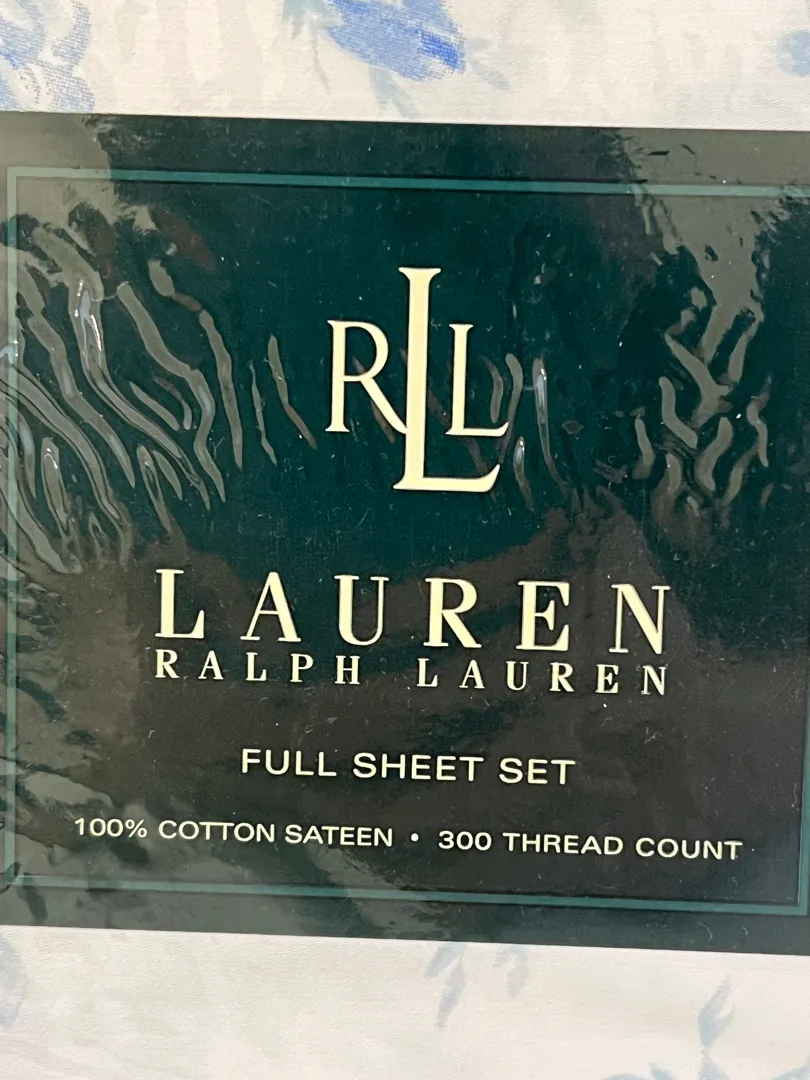 RLL
LAUREN
RALPH LAUREN
FULL SHEET SET
100% COTTON SATEEN • 300 THREAD COUNT